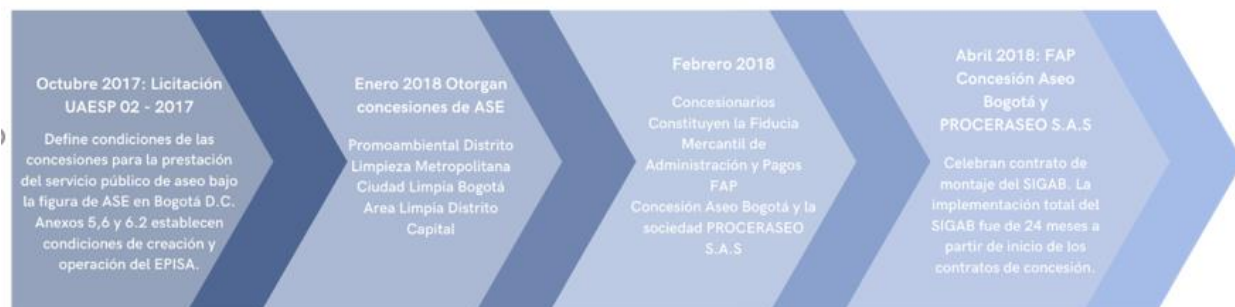 Octubre 2017: Licitación
UAESP 02 - 2017
Define condiciones de las
concesiones para la prestación
del servicio público de aseo bajo
la figura de ASE en Bogotá D.C.
Anexos 5,6 y 6.2 establecen
condiciones de creación y
operación del EPISA.
Enero 2018 Otorgan
concesiones de ASE
Promoambiental Distrito
Limpieza Metropolitana
Ciudad Limpia Bogotá
Area Limpia Distrito
Capital
Febrero 2018
Concesionarios
Constituyen la Fiducia
Mercantil de
Administración y Pagos
FAP
Concesión Aseo Bogotá y la
sociedad PROCERASEO
S.A.S
Abril 2018: FAP
Concesión Aseo
Bogotá y
PROCERASEO S.A.S
Celebran contrato de
montaje del SIGAB. La
implementación total del
SIGAB fue de 24 meses a
partir de inicio de los
contratos de concesión.